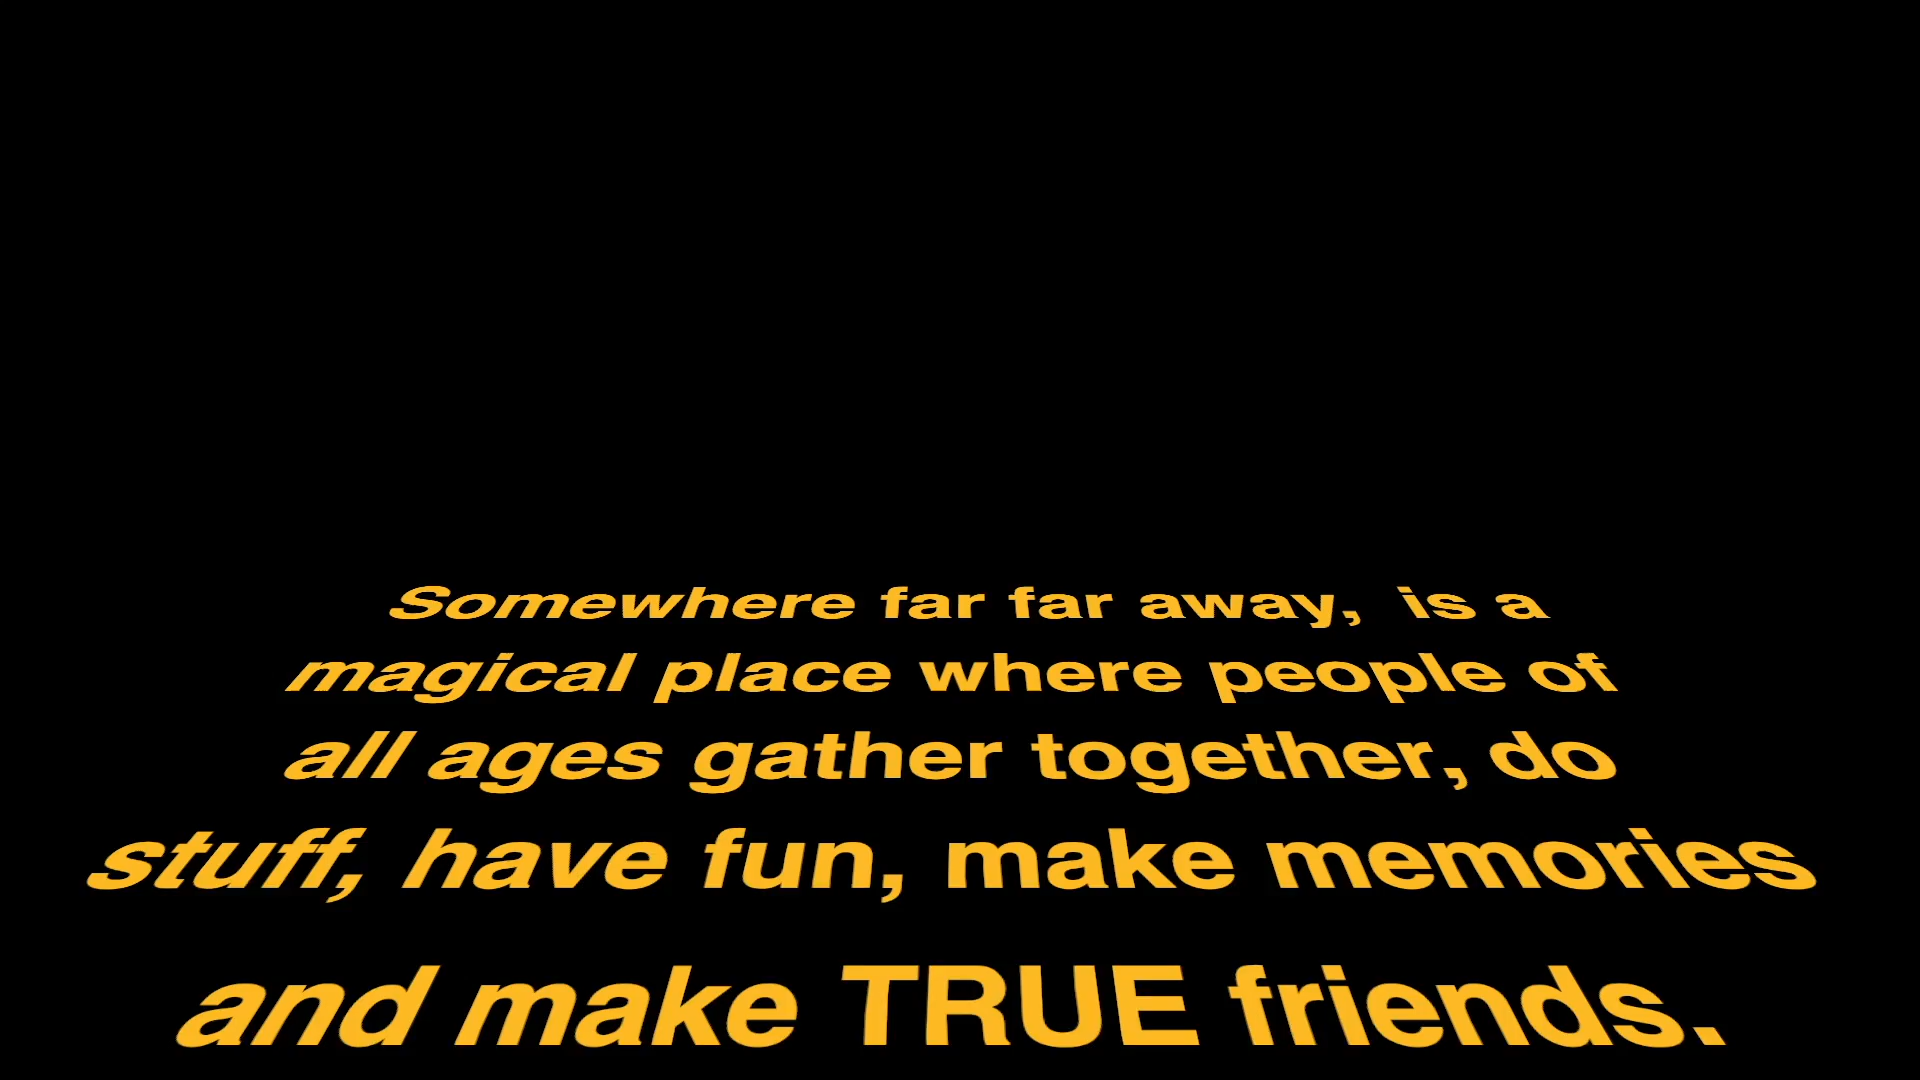 Somewhere far far away,  is a
magical place where people of
all ages gather together, do
stuff, have fun, make memories
and make TRUE friends.